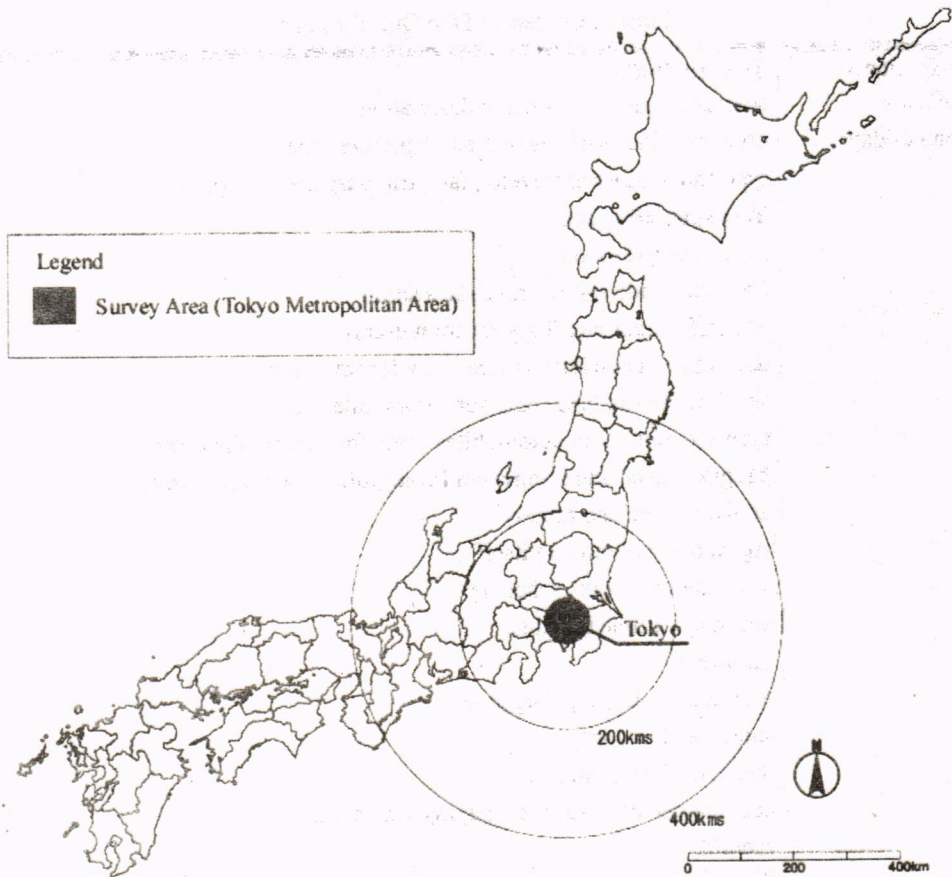 Legend
Survey Area (Tokyo Metropolitan Area)
Tokyo
200kms
400kms
N
0 200 400km